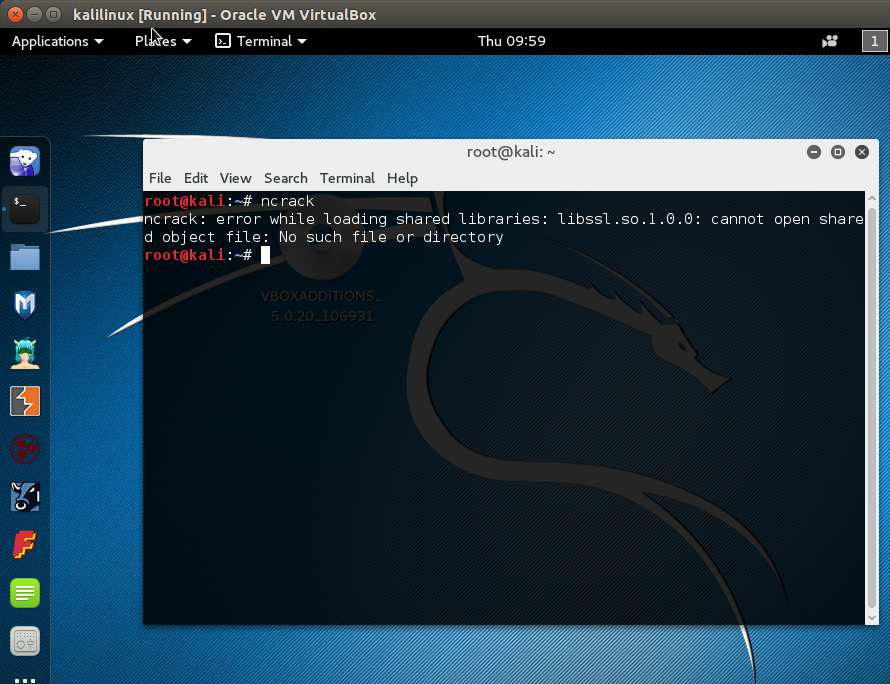 kalilinux [Running] - Oracle VM VirtualBox
Applications Places Terminal Thu 09:59 1
root@kali: ~
File Edit View Search Terminal Help
root@kali:~# ncrack
ncrack: error while loading shared libraries: libssl.so.1.0.0: cannot open share
d object file: No such file or directory
root@kali:~#
VBOXADDITIONS_
5.0.20_106931
$_